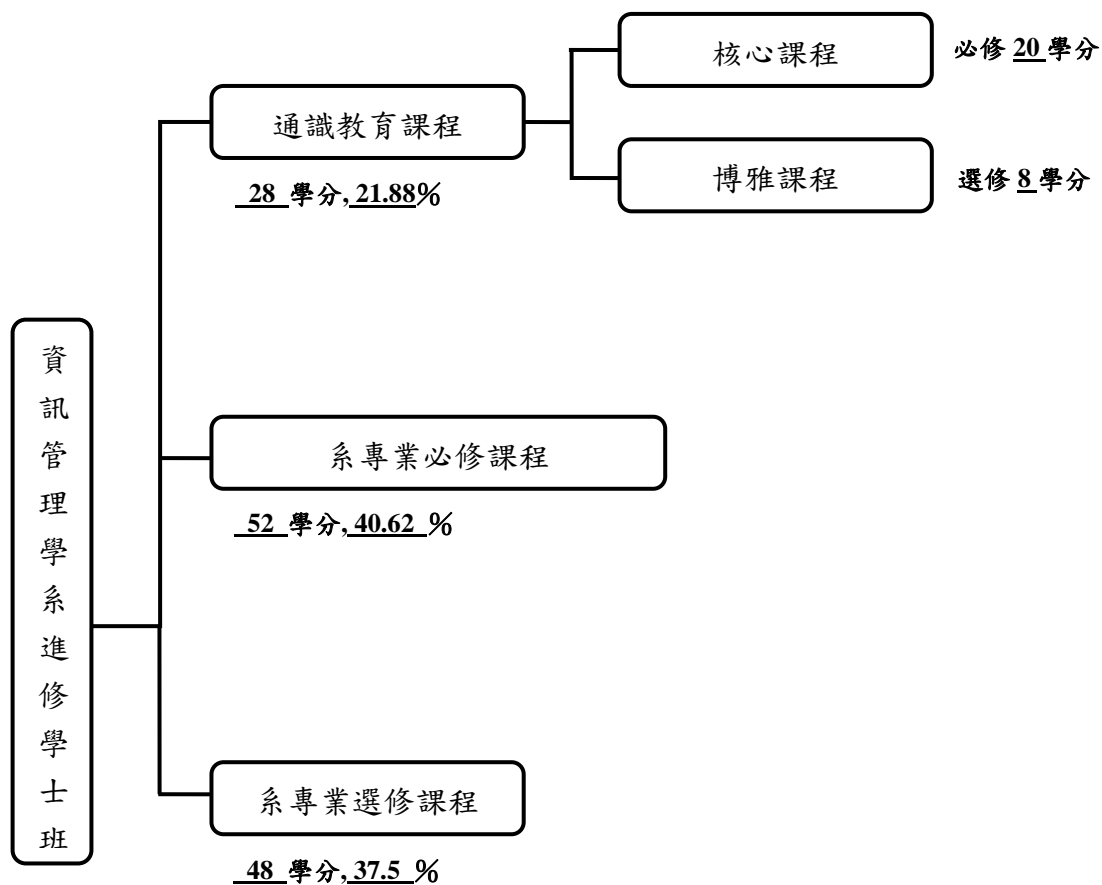 資訊管理學系進修學士班
通識教育課程
28 學分, 21.88%
核心課程
必修 20 學分
博雅課程
選修 8 學分
系專業必修課程
52 學分, 40.62 %
系專業選修課程
48 學分, 37.5 %